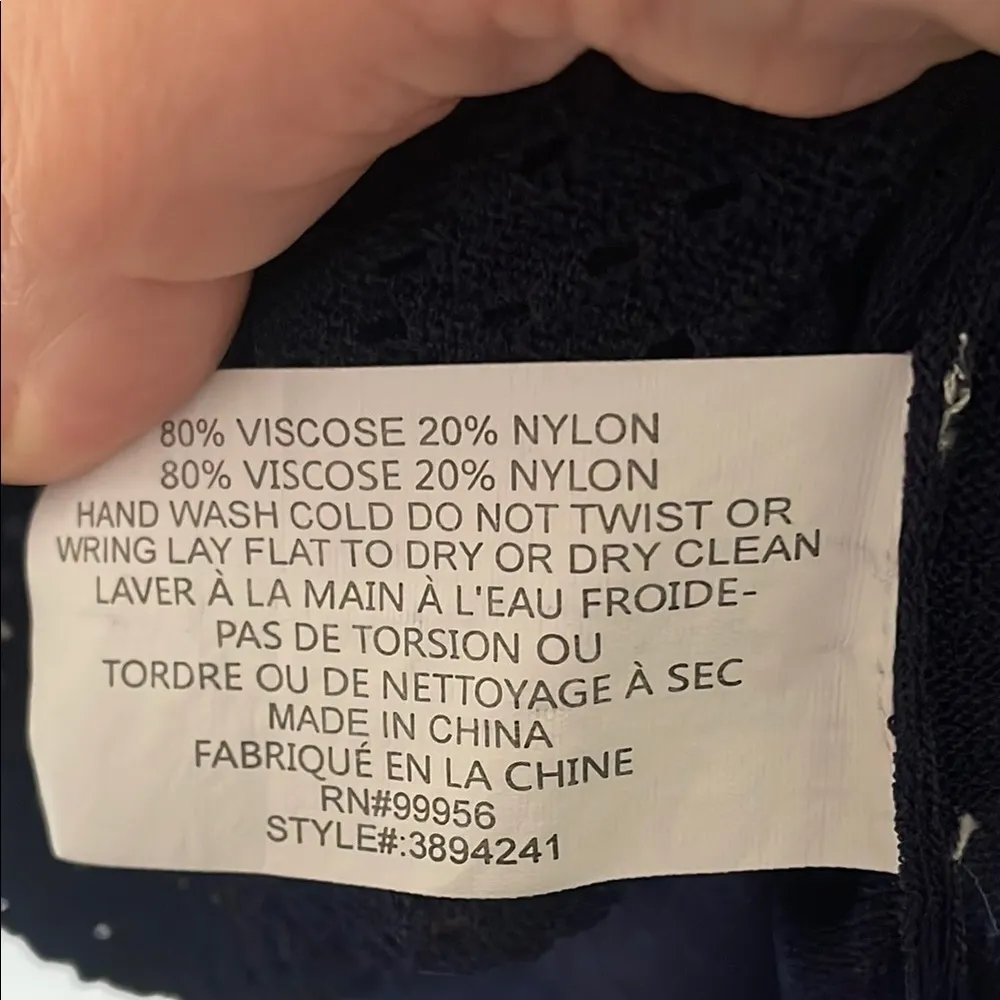 80% VISCOSE 20% NYLON
80% VISCOSE 20% NYLON
HAND WASH COLD DO NOT TWIST OR
WRING LAY FLAT TO DRY OR DRY CLEAN
LAVER À LA MAIN À L'EAU FROIDE-
PAS DE TORSION OU
TORDRE OU DE NETTOYAGE À SEC
MADE IN CHINA
FABRIQUÉ EN LA CHINE
RN#99956
STYLE#:3894241